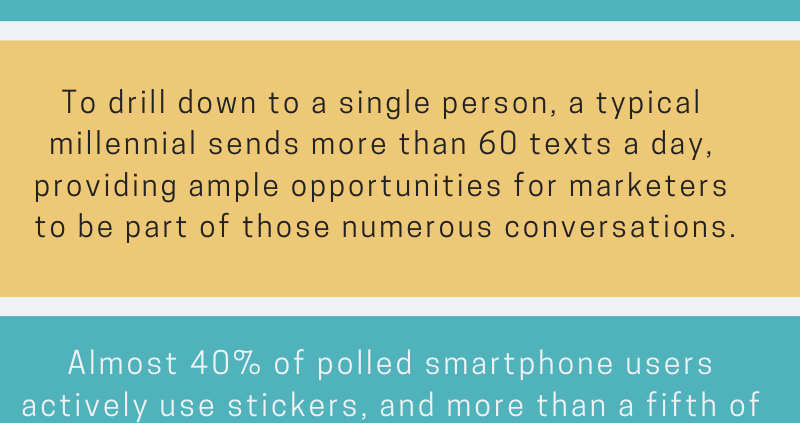 To drill down to a single person, a typical
millennial sends more than 60 texts a day,
providing ample opportunities for marketers
to be part of those numerous conversations.
Almost 40% of polled smartphone users
actively use stickers, and more than a fifth of